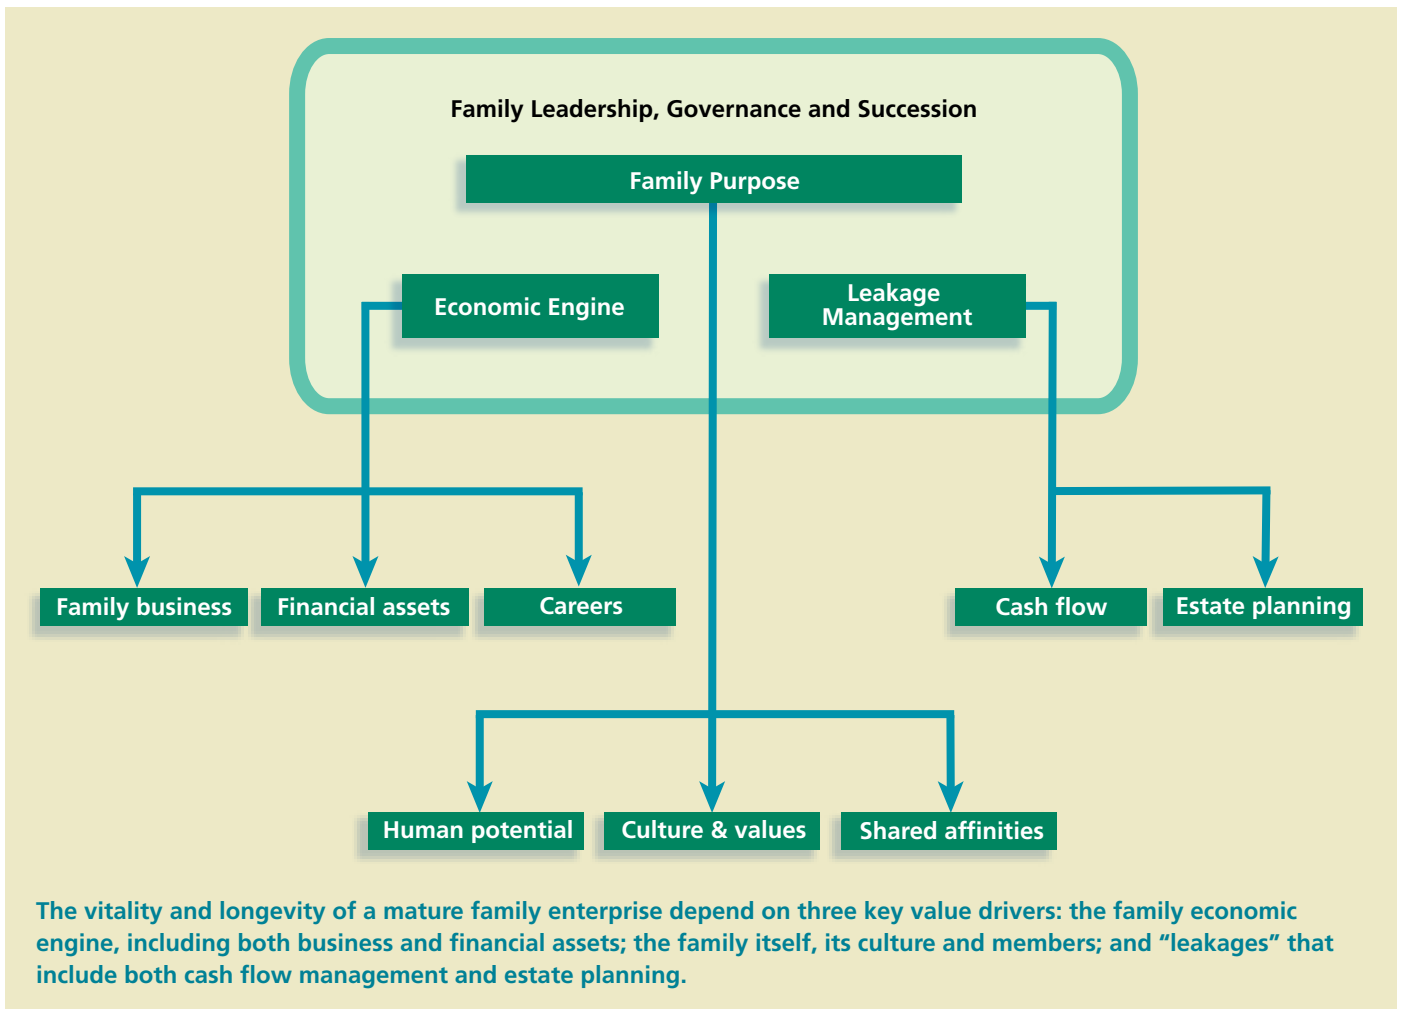 Family Leadership, Governance and Succession
Family Purpose
Economic Engine
Leakage
Management
Family business
Financial assets
Careers
Cash flow
Estate planning
Human potential
Culture & values
Shared affinities
The vitality and longevity of a mature family enterprise depend on three key value drivers: the family economic
engine, including both business and financial assets; the family itself, its culture and members; and “leakages” that
include both cash flow management and estate planning.